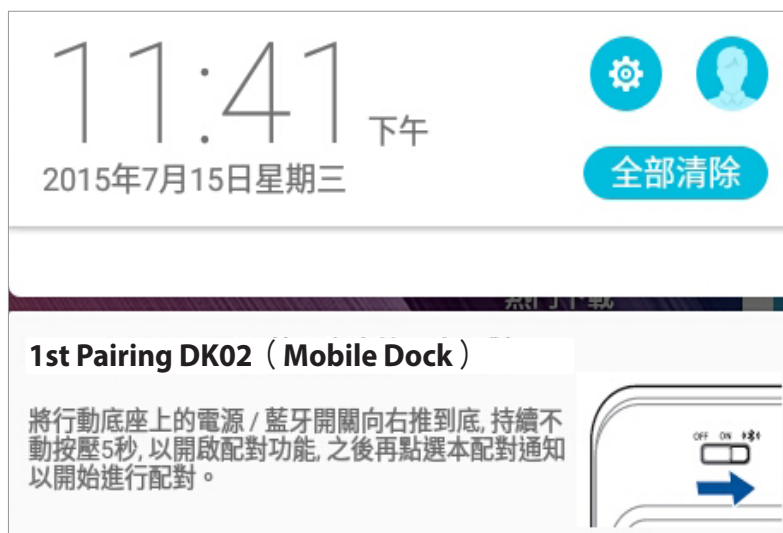 11:41 下午
2015年7月15日星期三
全部清除
熱門下載
1st Pairing DK02（Mobile Dock）
將行動底座上的電源 / 藍牙開關向右推到底, 持續不
動按壓5秒, 以開啟配對功能, 之後再點選本配對通知
以開始進行配對。
OFF ON